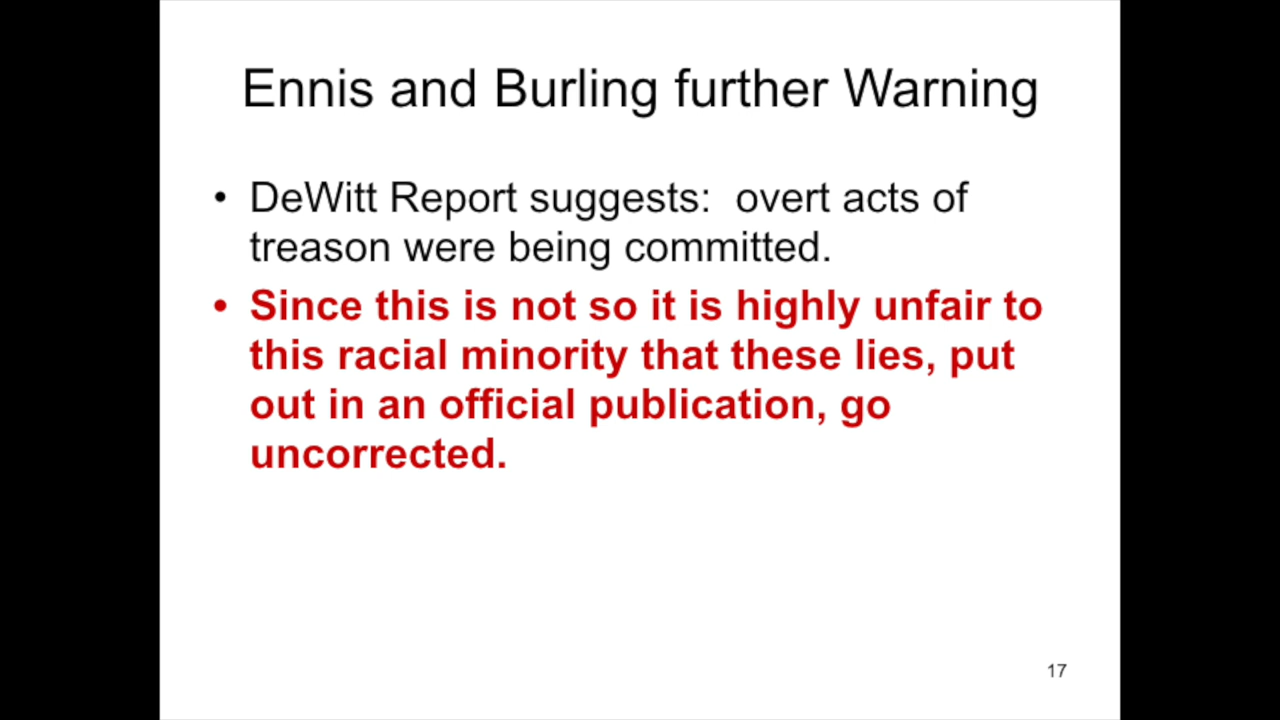 Ennis and Burling further Warning
• DeWitt Report suggests:  overt acts of
treason were being committed.
• Since this is not so it is highly unfair to
this racial minority that these lies, put
out in an official publication, go
uncorrected.
17